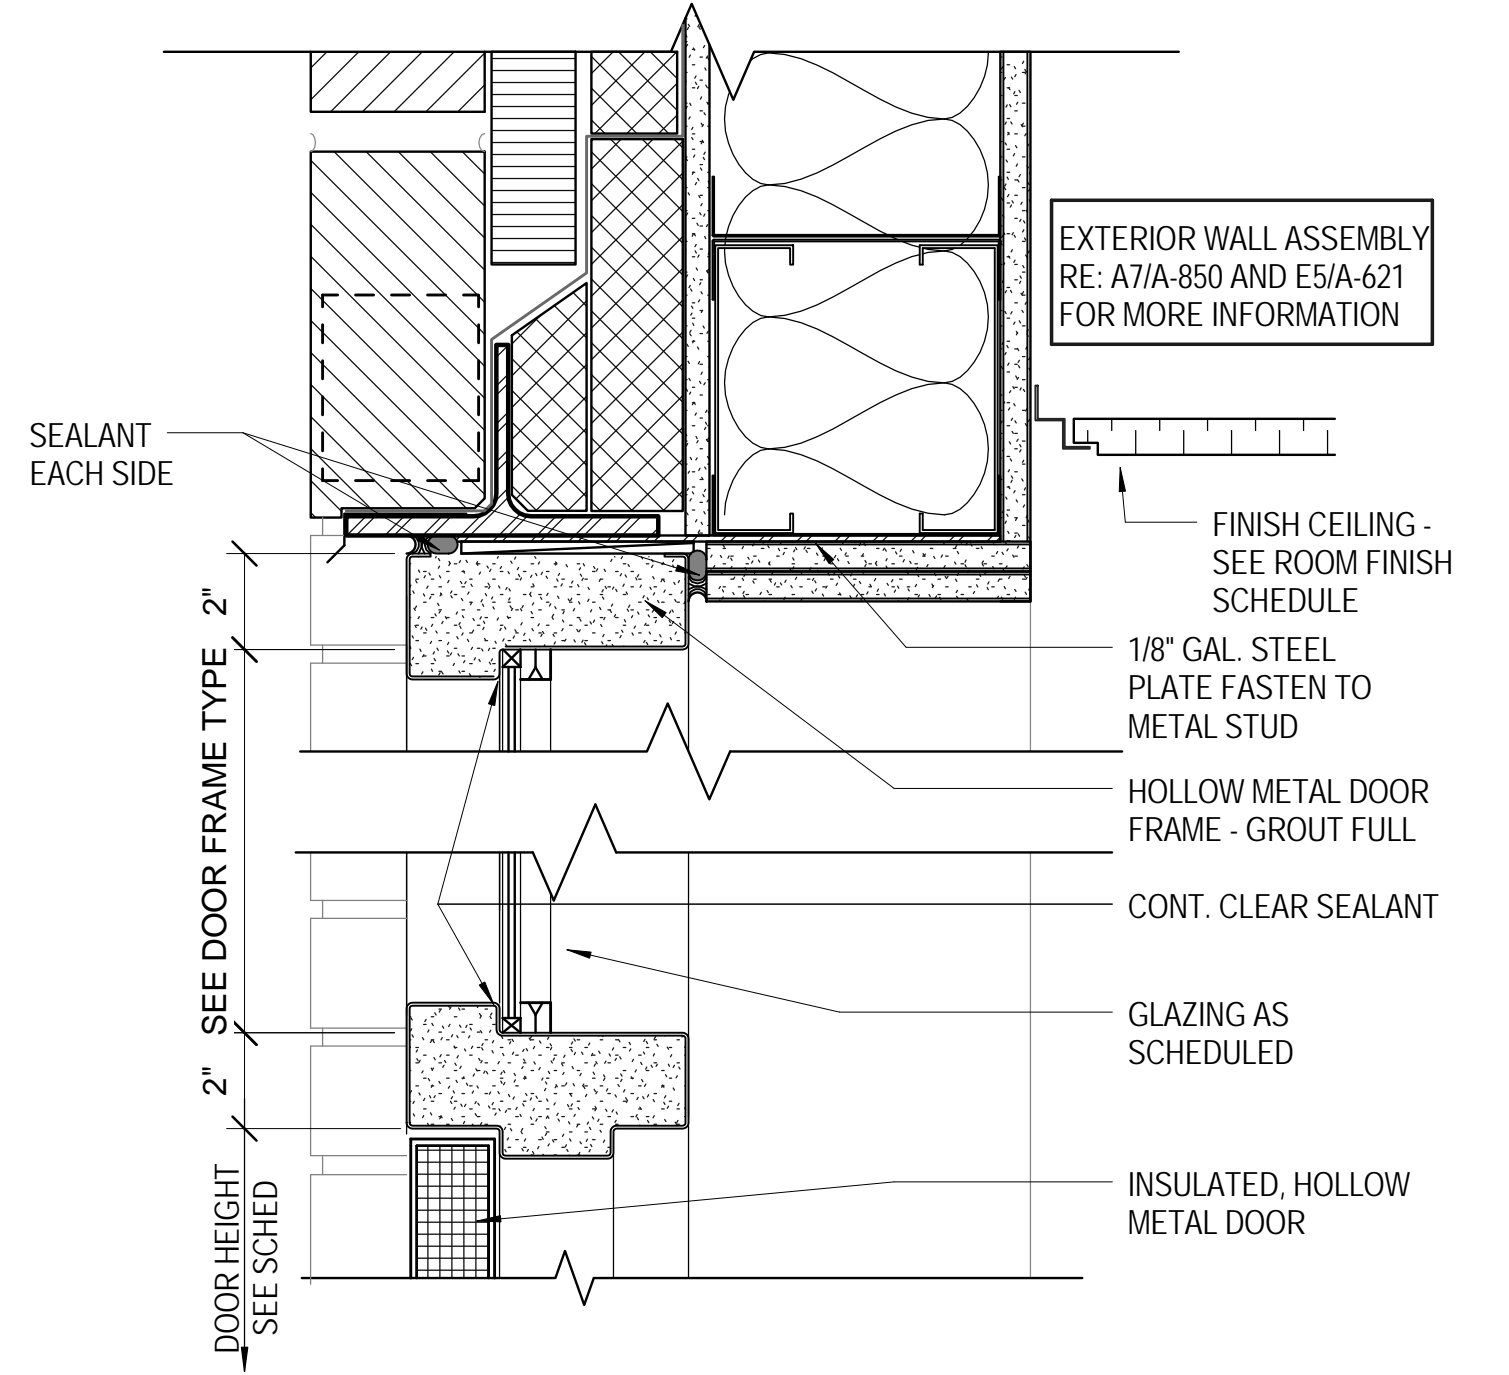 EXTERIOR WALL ASSEMBLY
RE: A7/A-850 AND E5/A-621
FOR MORE INFORMATION
SEALANT
EACH SIDE
FINISH CEILING -
SEE ROOM FINISH
SCHEDULE
1/8" GAL. STEEL
PLATE FASTEN TO
METAL STUD
HOLLOW METAL DOOR
FRAME - GROUT FULL
CONT. CLEAR SEALANT
GLAZING AS
SCHEDULED
INSULATED, HOLLOW
METAL DOOR
2"
SEE DOOR FRAME TYPE
2"
DOOR HEIGHT
SEE SCHED